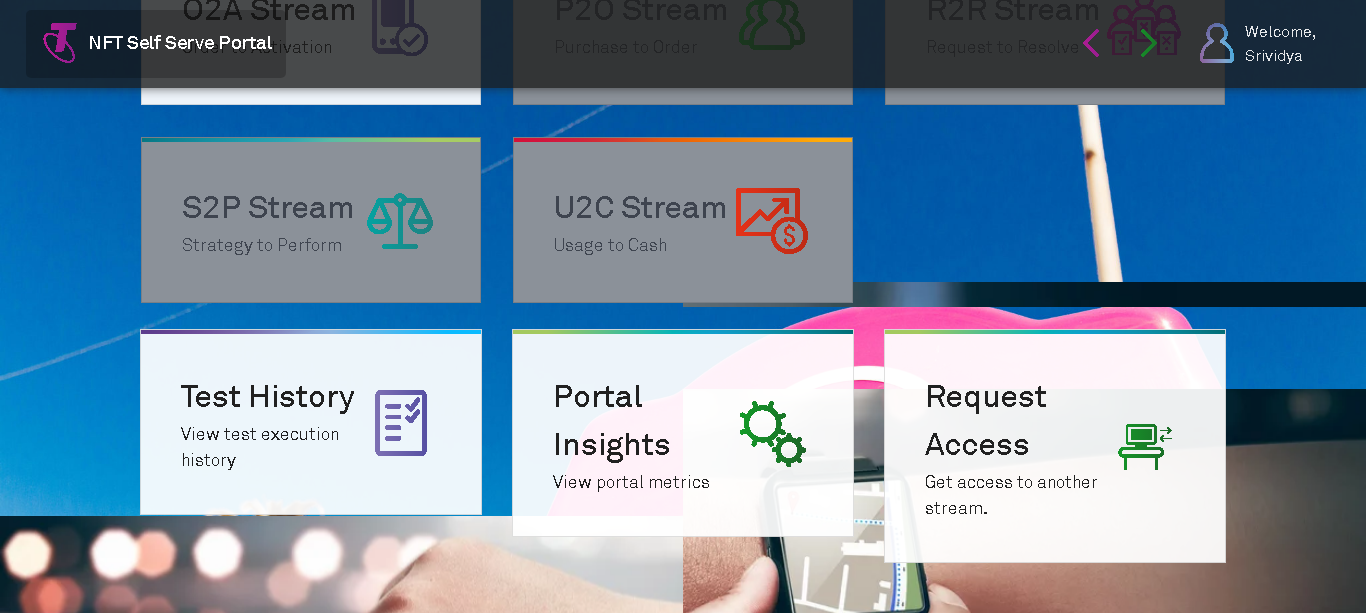 O2A Stream
Order to Activation
P2O Stream
Purchase to Order
R2R Stream
Request to Resolve
NFT Self Serve Portal
Welcome,
Srividya
S2P Stream
Strategy to Perform
U2C Stream
Usage to Cash
Test History
View test execution
history
Portal
Insights
View portal metrics
Request
Access
Get access to another
stream.